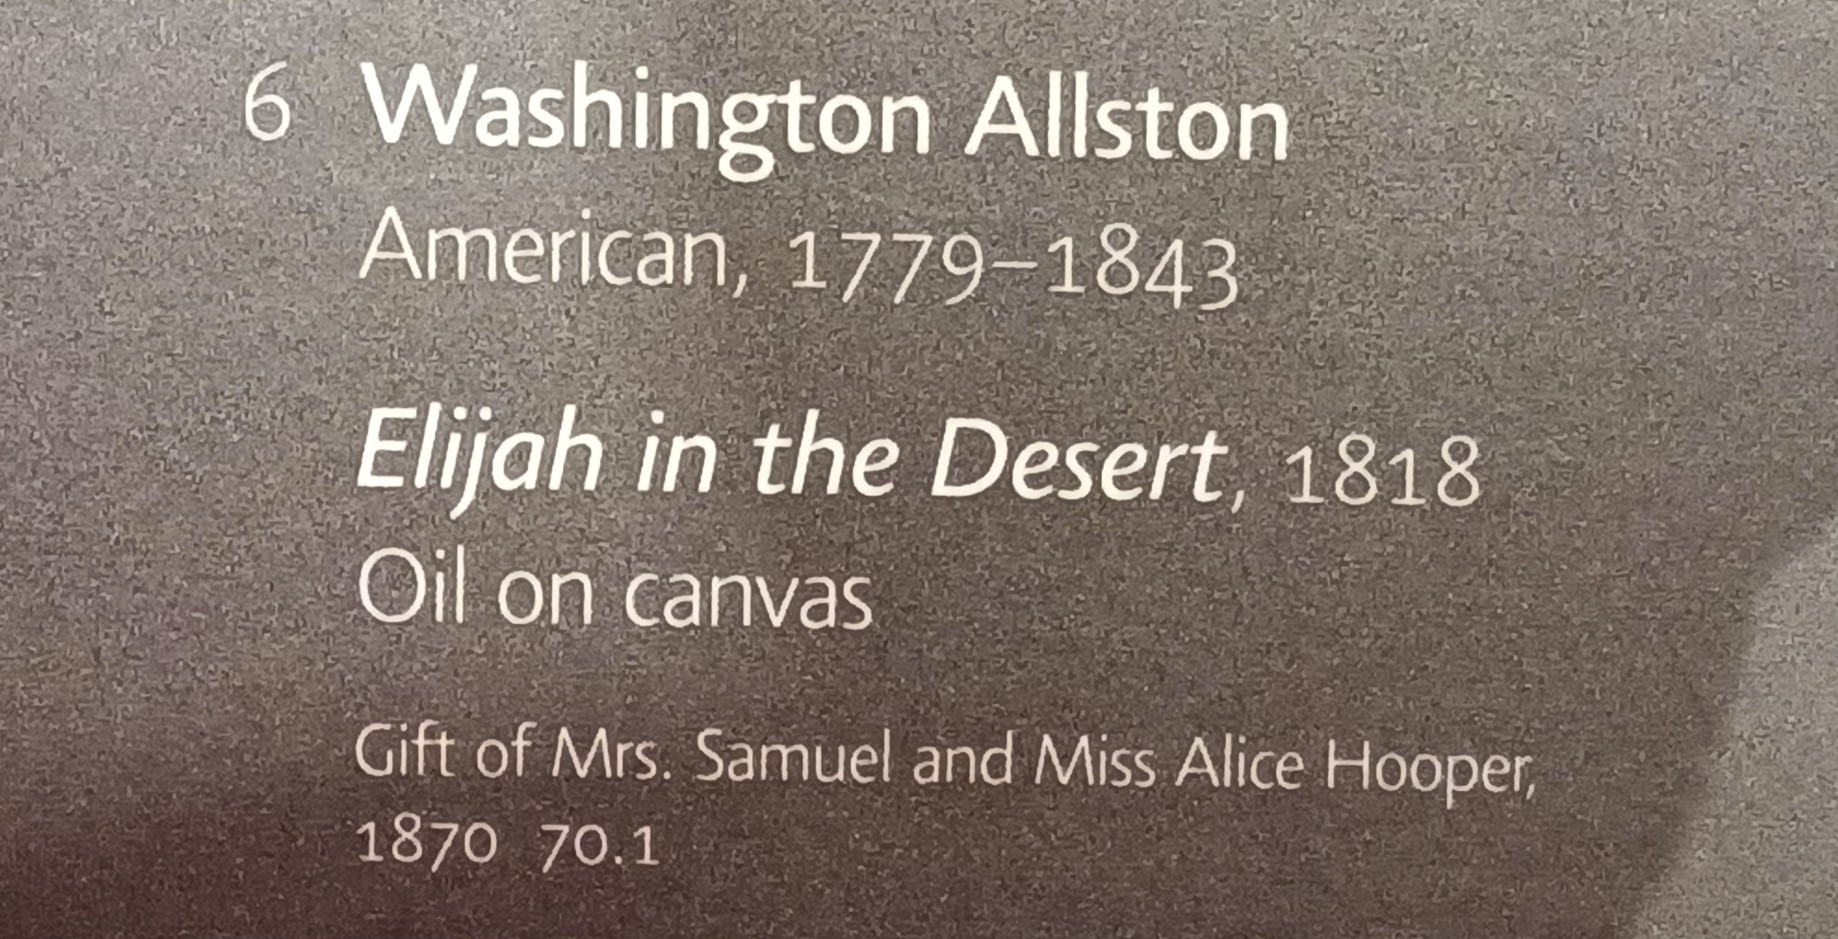 6 Washington Allston
American, 1779–1843
Elijah in the Desert, 1818
Oil on canvas
Gift of Mrs. Samuel and Miss Alice Hooper,
1870 70.1